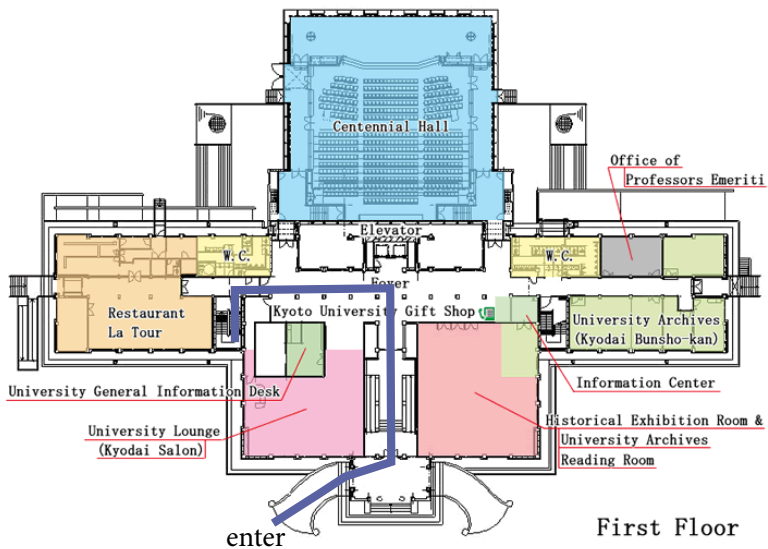 Centennial Hall
Office of
Professors Emeriti
Elevator
W.C.
W.C.
Foyer
Restaurant
La Tour
Kyoto University Gift Shop
University Archives
(Kyodai Bunsho-kan)
University General Information Desk
Information Center
University Lounge
(Kyodai Salon)
Historical Exhibition Room &
University Archives
Reading Room
enter
First Floor